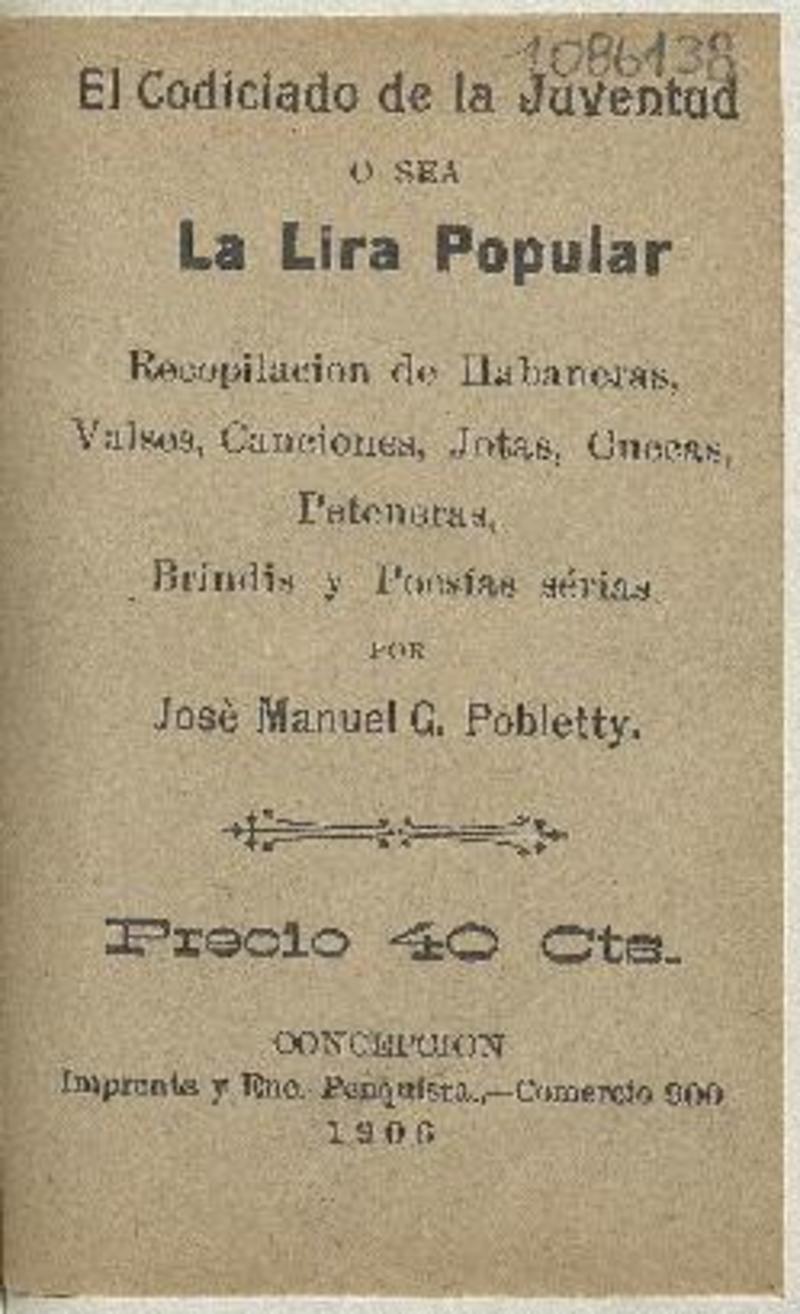 1086138
El Codiciado de la Juventud
O SEA
La Lira Popular
Recopilacion de Habaneras,
Valses, Canciones, Jotas, Cuecas,
Peteneras,
Brindis y Poesías sérias
POR
Josè Manuel G. Pobletty.
Precio 40 Cts.
CONCEPCION
Imprenta y Enc. Penquista.—Comercio 900
1906